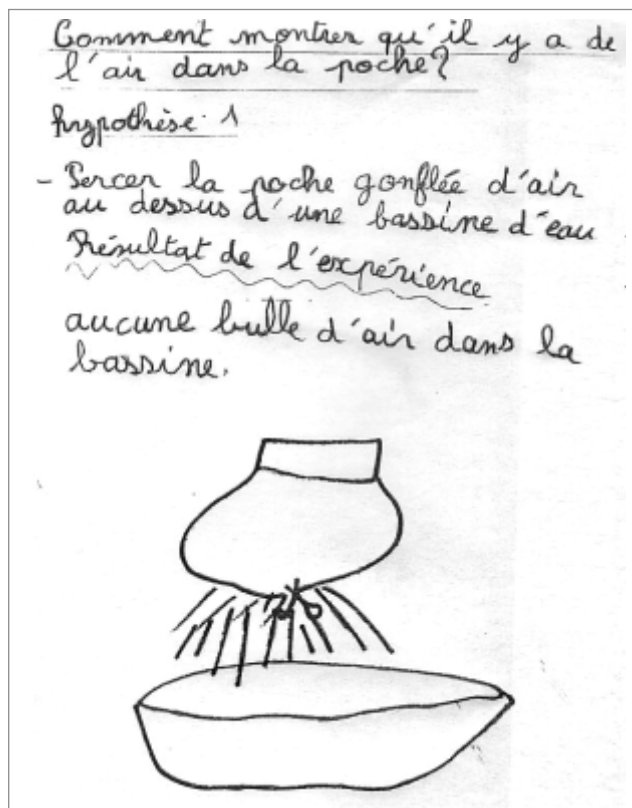 Comment montrer qu'il y a de
l'air dans la poche?
hypothèse 1
- Percer la poche gonflée d'air
au dessus d'une bassine d'eau.
Résultat de l'expérience
aucune bulle d'air dans la
bassine.